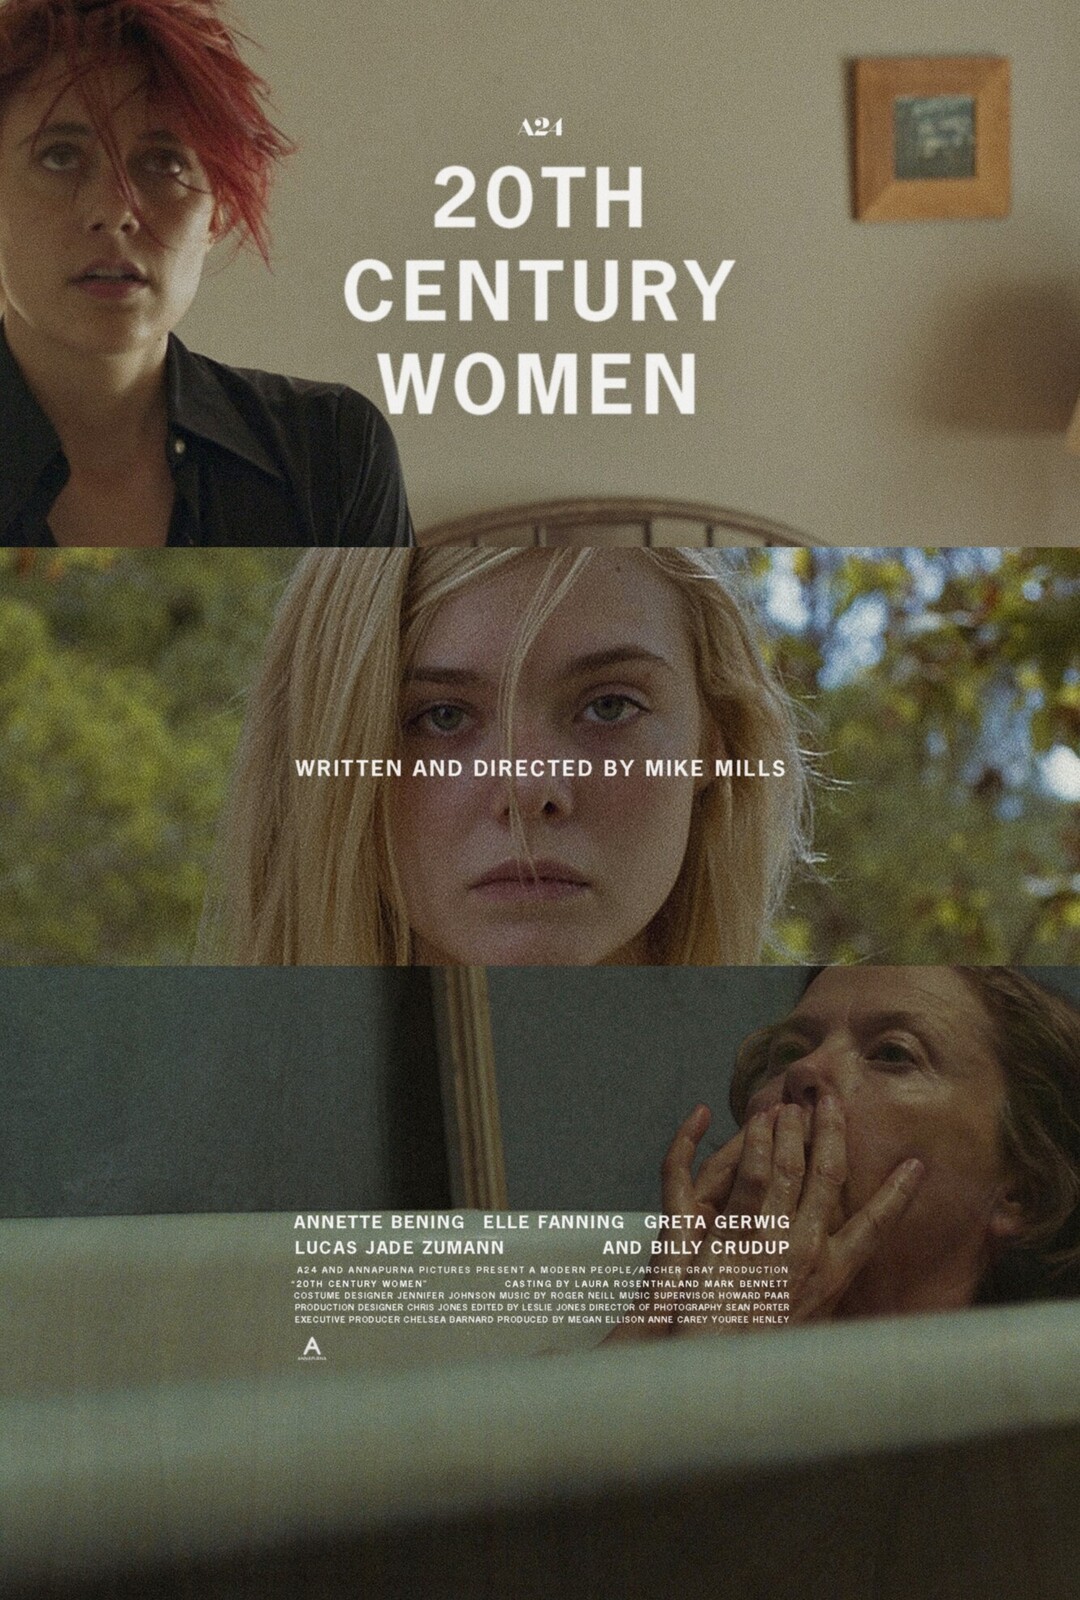 A24
20TH
CENTURY
WOMEN
WRITTEN AND DIRECTED BY MIKE MILLS
ANNETTE BENING ELLE FANNING GRETA GERWIG
LUCAS JADE ZUMANN AND BILLY CRUDUP
A24 AND ANNAPURNA PICTURES PRESENT A MODERN PEOPLE/ARCHER GRAY PRODUCTION
"20TH CENTURY WOMEN" CASTING BY LAURA ROSENTHALAND MARK BENNETT
COSTUME DESIGNER JENNIFER JOHNSON MUSIC BY ROGER NEILL MUSIC SUPERVISOR HOWARD PAAR
PRODUCTION DESIGNER CHRIS JONES EDITED BY LESLIE JONES DIRECTOR OF PHOTOGRAPHY SEAN PORTER
EXECUTIVE PRODUCER CHELSEA BARNARD PRODUCED BY MEGAN ELLISON ANNE CAREY YOUREE HENLEY
A
ANNAPURNA